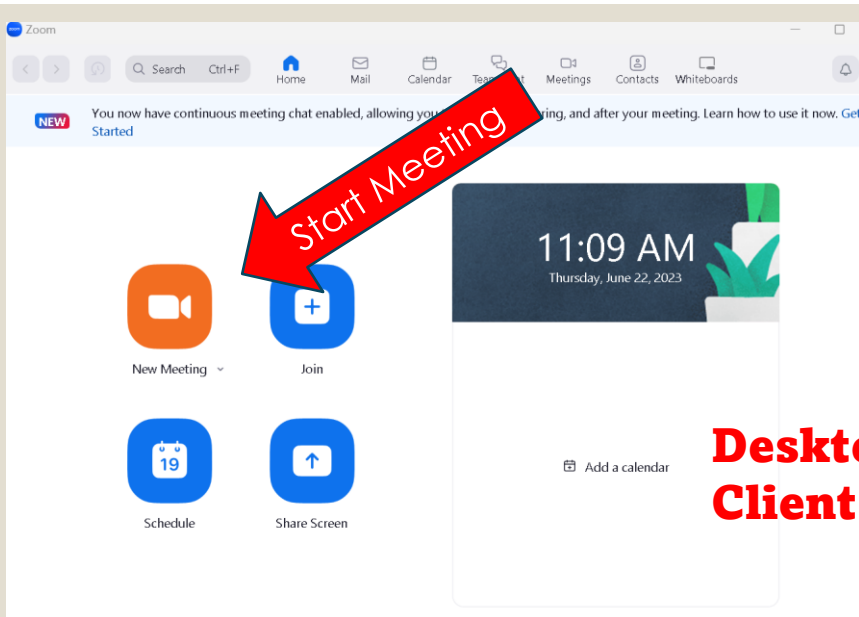 Zoom
Search Ctrl+F
Home
Mail
Calendar
Meetings
Contacts
Whiteboards
NEW
You now have continuous meeting chat enabled, allowing you
and after your meeting. Learn how to use it now. Get
Started
Start Meeting
11:09 AM
Thursday, June 22, 2023
New Meeting
Join
19
Schedule
Share Screen
Add a calendar
Client